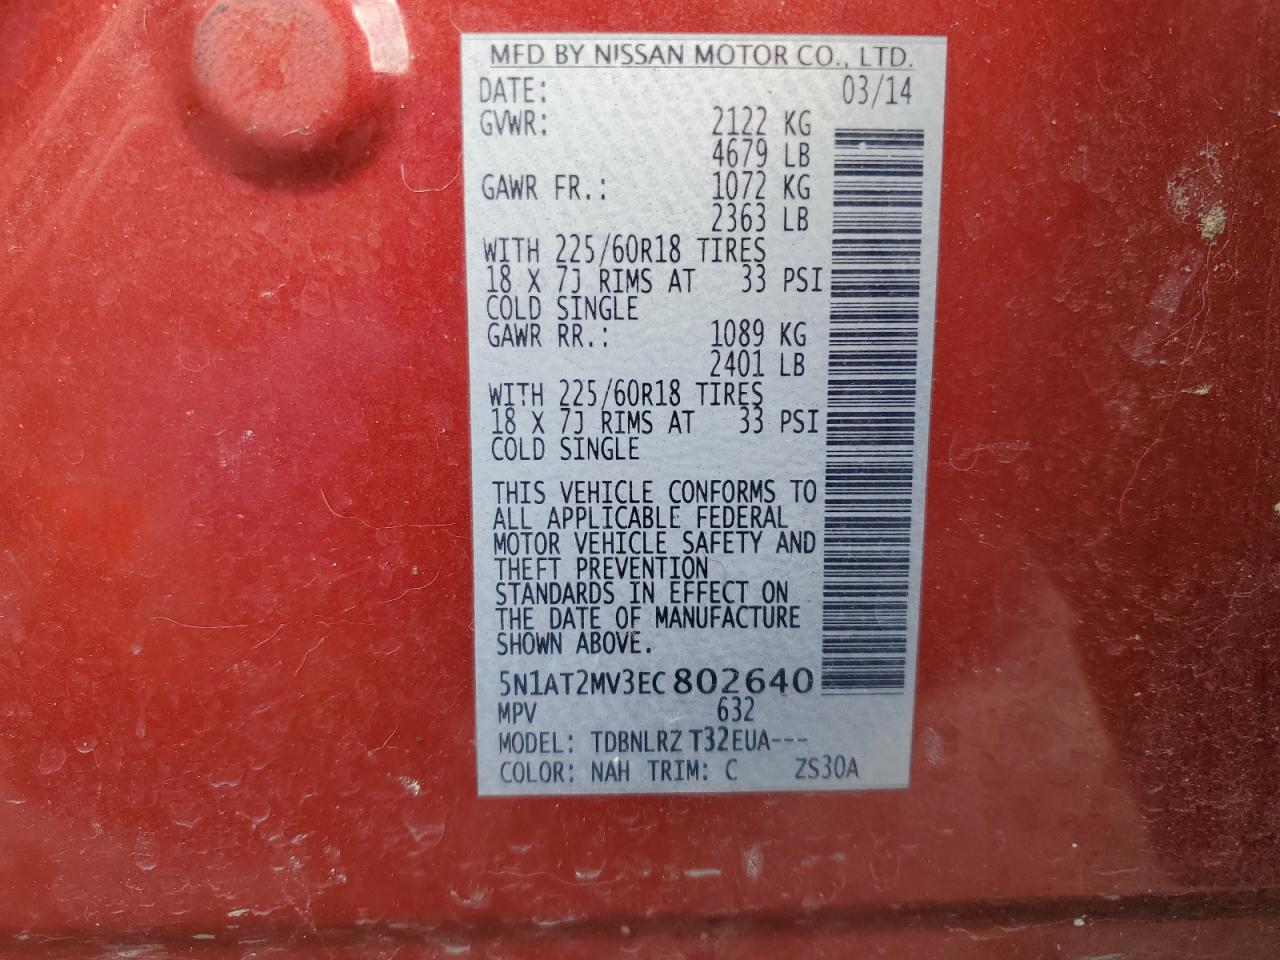 MFD BY NISSAN MOTOR CO., LTD.
DATE: 03/14
GVWR: 2122 KG
4679 LB
GAWR FR.: 1072 KG
2363 LB
WITH 225/60R18 TIRES
18 X 7J RIMS AT 33 PSI
COLD SINGLE
GAWR RR.: 1089 KG
2401 LB
WITH 225/60R18 TIRES
18 X 7J RIMS AT 33 PSI
COLD SINGLE
THIS VEHICLE CONFORMS TO
ALL APPLICABLE FEDERAL
MOTOR VEHICLE SAFETY AND
THEFT PREVENTION
STANDARDS IN EFFECT ON
THE DATE OF MANUFACTURE
SHOWN ABOVE.
5N1AT2MV3EC802640
MPV 632
MODEL: TDBNLRZ T32EUA---
COLOR: NAH TRIM: C ZS30A